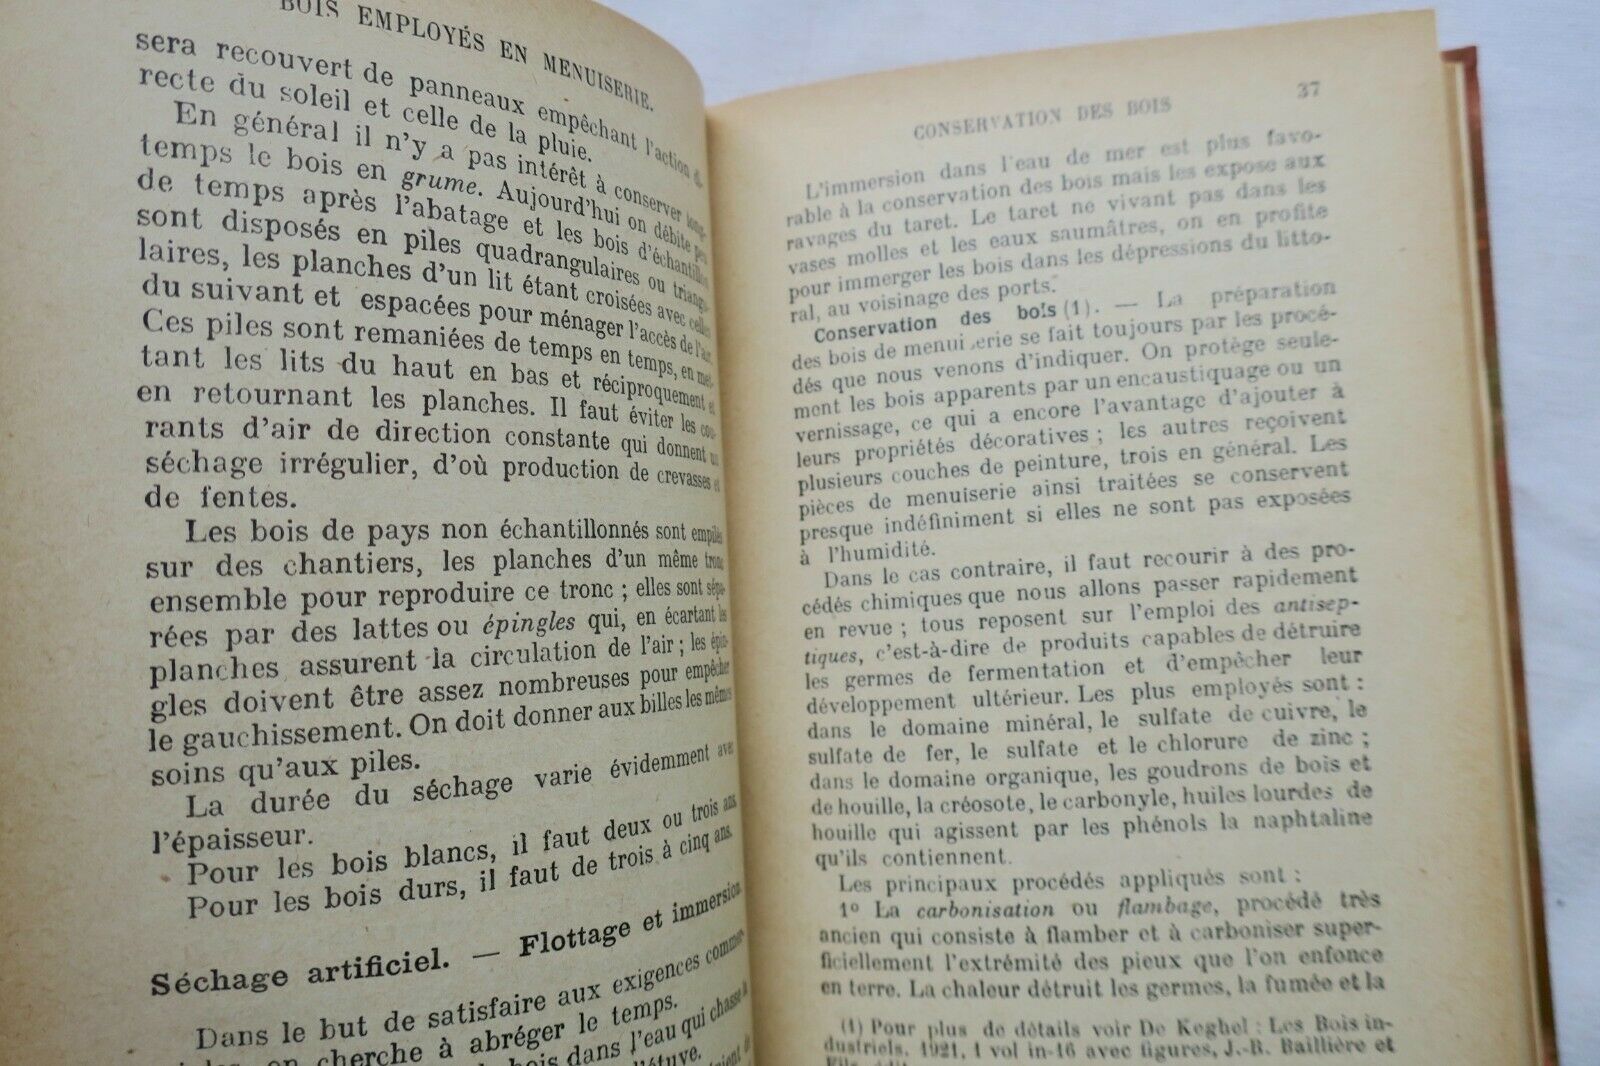 BOIS EMPLOYÉS EN MENUISERIE.
sera recouvert de panneaux empêchant l'action di-
recte du soleil et celle de la pluie.
En général il n'y a pas intérêt à conserver long-
temps le bois en grume. Aujourd'hui on débite peu
de temps après l'abatage et les bois d'échantillon
sont disposés en piles quadrangulaires ou triangu-
laires, les planches d'un lit étant croisées avec celles
du suivant et espacées pour ménager l'accès de l'air.
Ces piles sont remaniées de temps en temps, en met-
tant les lits du haut en bas et réciproquement et
en retournant les planches. Il faut éviter les cou-
rants d'air de direction constante qui donnent un
séchage irrégulier, d'où production de crevasses et
de fentes.
Les bois de pays non échantillonnés sont empilés
sur des chantiers, les planches d'un même tronc
ensemble pour reproduire ce tronc ; elles sont sépa-
rées par des lattes ou épingles qui, en écartant les
planches assurent la circulation de l'air ; les épin-
gles doivent être assez nombreuses pour empêcher
le gauchissement. On doit donner aux billes les mêmes
soins qu'aux piles.
La durée du séchage varie évidemment avec
l'épaisseur.
Pour les bois blancs, il faut deux ou trois ans
Pour les bois durs, il faut de trois à cinq ans.
Séchage artificiel. — Flottage et immersion.
Dans le but de satisfaire aux exigences commer-
on cherche à abréger le temps.
bois dans l'eau qui chasse
l'étuve.
CONSERVATION DES BOIS
37
L'immersion dans l'eau de mer est plus favo-
rable à la conservation des bois mais les expose aux
ravages du taret. Le taret ne vivant pas dans les
vases molles et les eaux saumâtres, on en profite
pour immerger les bois dans les dépressions du litto-
ral, au voisinage des ports.
Conservation des bois (1). — La préparation
des bois de menuiserie se fait toujours par les procé-
dés que nous venons d'indiquer. On protège seule-
ment les bois apparents par un encaustiquage ou un
vernissage, ce qui a encore l'avantage d'ajouter à
leurs propriétés décoratives ; les autres reçoivent
plusieurs couches de peinture, trois en général. Les
pièces de menuiserie ainsi traitées se conservent
presque indéfiniment si elles ne sont pas exposées
à l'humidité.
Dans le cas contraire, il faut recourir à des pro-
cédés chimiques que nous allons passer rapidement
en revue ; tous reposent sur l'emploi des antisep-
tiques, c'est-à-dire de produits capables de détruire
les germes de fermentation et d'empêcher leur
développement ultérieur. Les plus employés sont :
dans le domaine minéral, le sulfate de cuivre, le
sulfate de fer, le sulfate et le chlorure de zinc ;
dans le domaine organique, les goudrons de bois et
de houille, la créosote, le carbonyle, huiles lourdes de
houille qui agissent par les phénols la naphtaline
qu'ils contiennent.
Les principaux procédés appliqués sont :
1º La carbonisation ou flambage, procédé très
ancien qui consiste à flamber et à carboniser super-
ficiellement l'extrémité des pieux que l'on enfonce
en terre. La chaleur détruit les germes, la fumée et la
(1) Pour plus de détails voir De Keghel : Les Bois in-
dustriels, 1921, 1 vol in-16 avec figures, J.-B. Baillière et